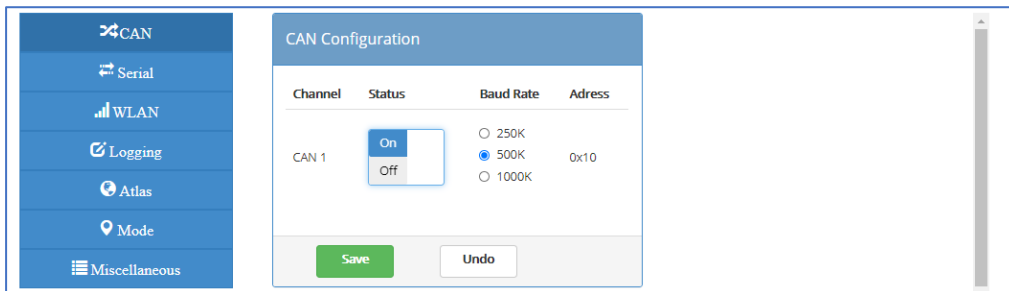 CAN
Serial
WLAN
Logging
Atlas
Mode
Miscellaneous
CAN Configuration
Channel Status Baud Rate Adress
CAN 1 On Off 250K 500K 1000K 0x10
Save Undo